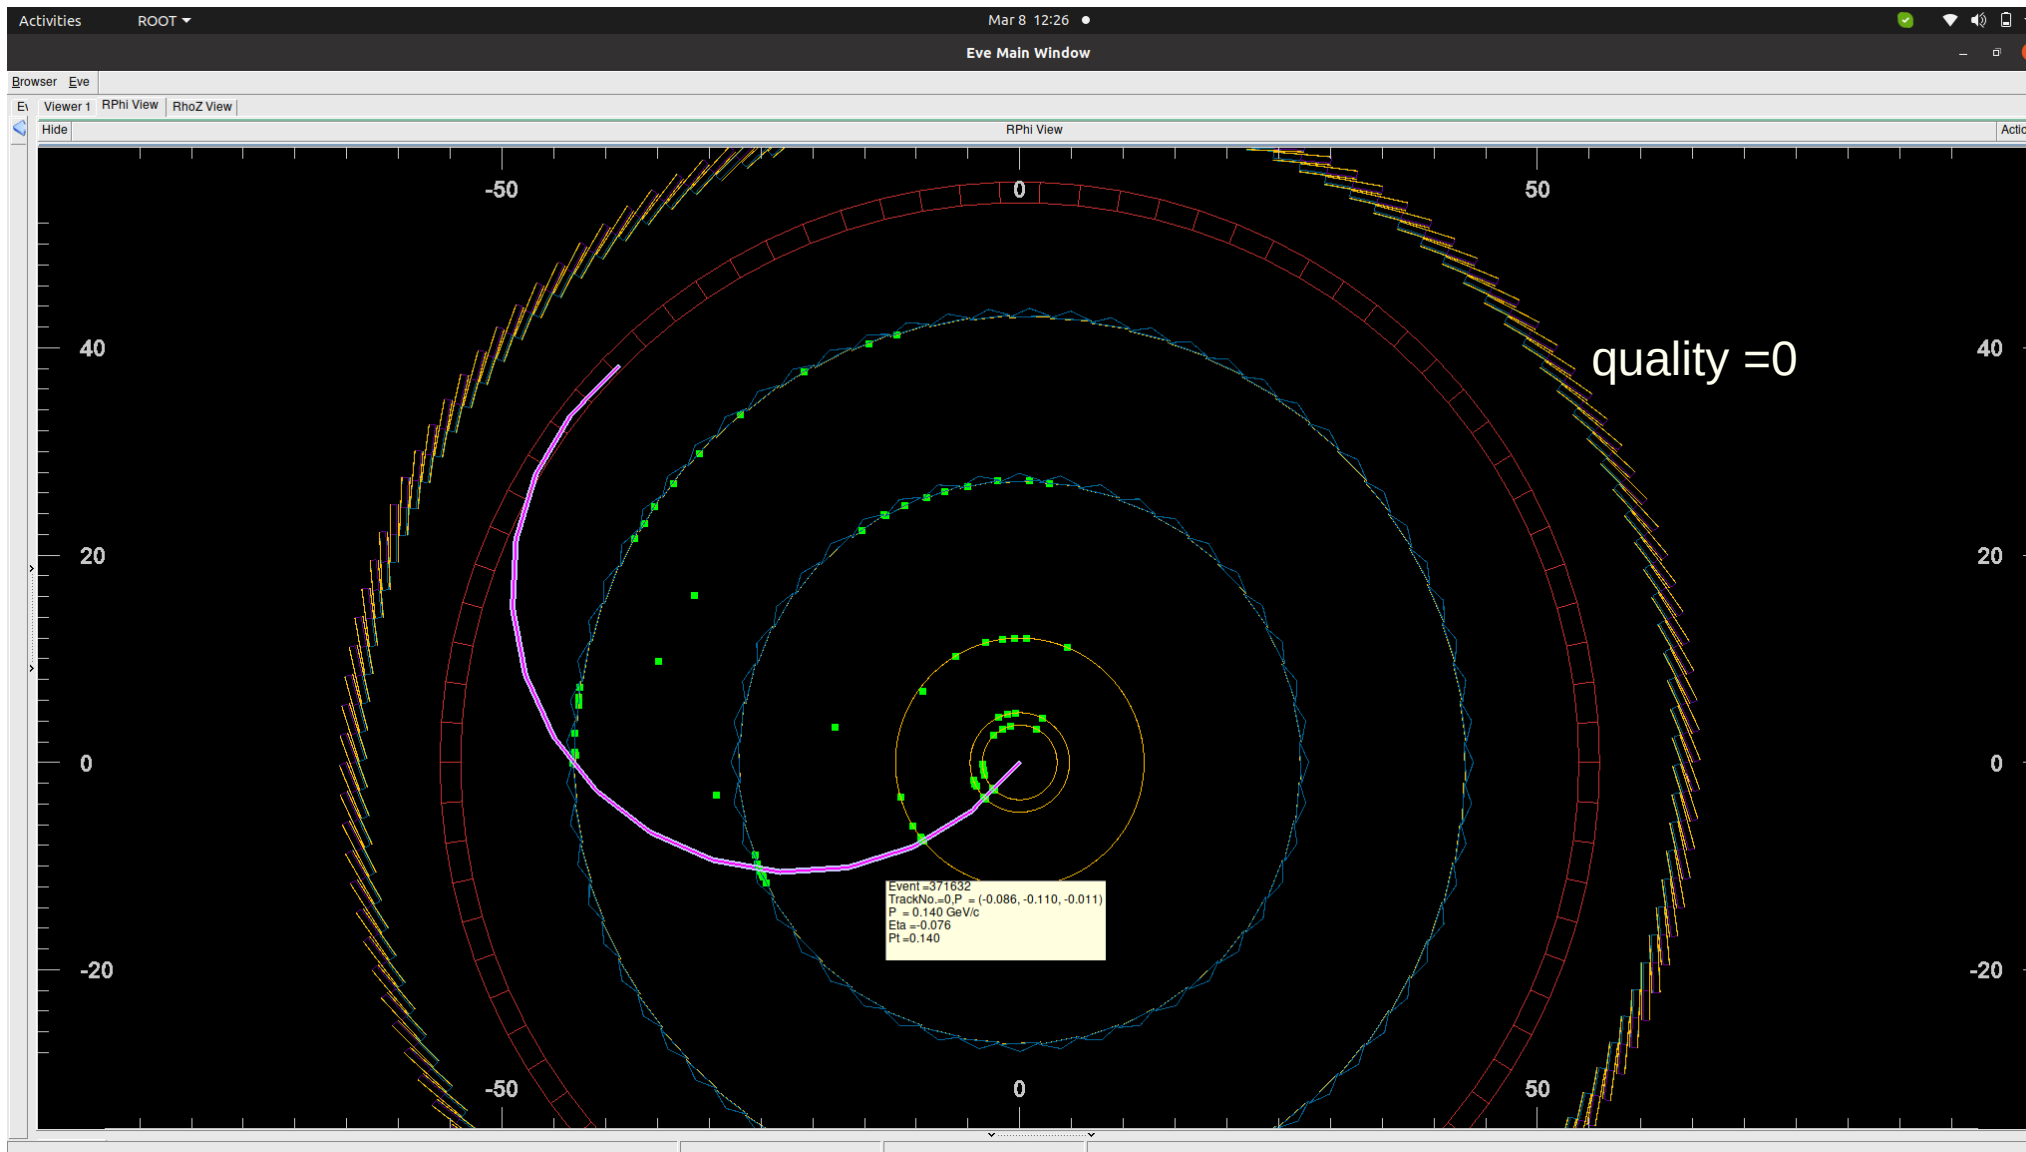 Activities ROOT Mar 8 12:26
Eve Main Window
Browser Eve
Viewer 1 RPhi View RhoZ View
Hide RPhi View
-50 0 50
40 40
quality =0
20 20
0 0
Event =371632
TrackNo.=0,P = (-0.086, -0.110, -0.011)
P = 0.140 GeV/c
Eta =-0.076
Pt =0.140
-20 -20
-50 0 50